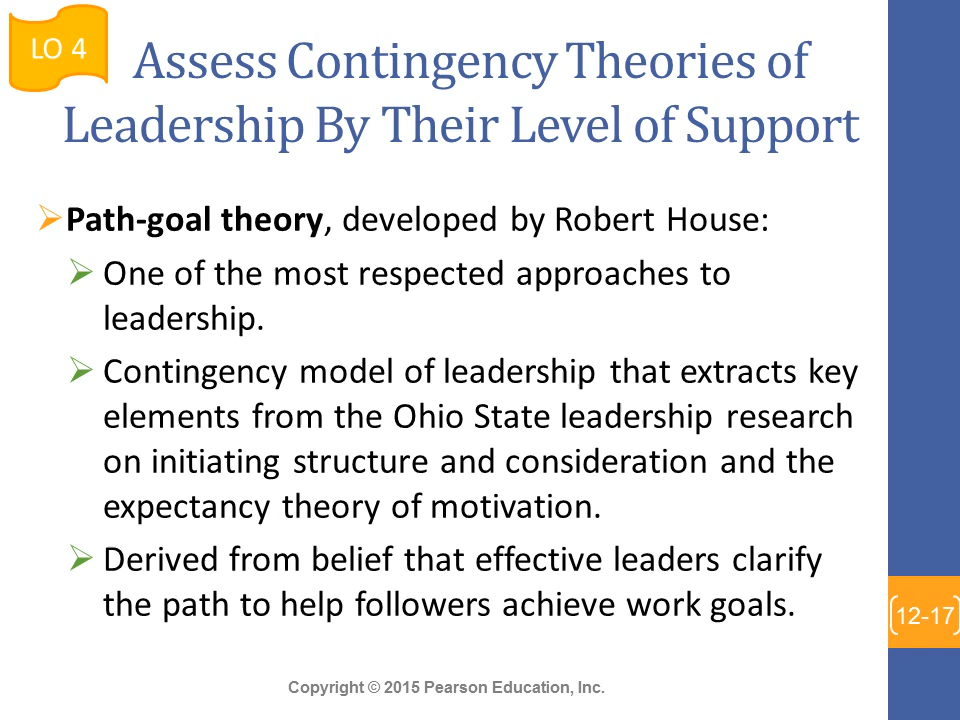 LO 4
Assess Contingency Theories of
Leadership By Their Level of Support
Path-goal theory, developed by Robert House:
One of the most respected approaches to
leadership.
Contingency model of leadership that extracts key
elements from the Ohio State leadership research
on initiating structure and consideration and the
expectancy theory of motivation.
Derived from belief that effective leaders clarify
the path to help followers achieve work goals.
12-17
Copyright © 2015 Pearson Education, Inc.